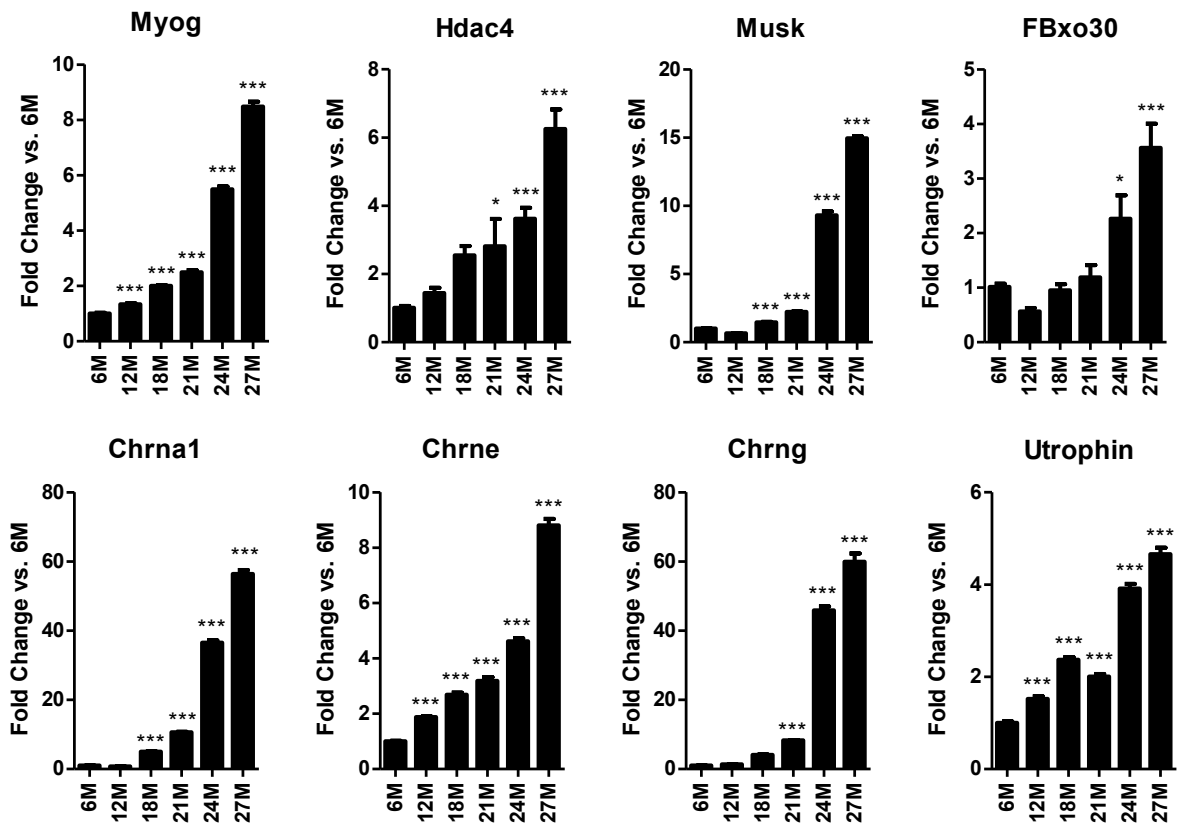 Myog
Fold Change vs. 6M
10
8
6
4
2
0
***
***
***
***
***
6M
12M
18M
21M
24M
27M
Hdac4
Fold Change vs. 6M
8
6
4
2
0
*
***
***
6M
12M
18M
21M
24M
27M
Musk
Fold Change vs. 6M
20
15
10
5
0
***
***
***
***
6M
12M
18M
21M
24M
27M
FBxo30
Fold Change vs. 6M
5
4
3
2
1
0
*
***
6M
12M
18M
21M
24M
27M
Chrna1
Fold Change vs. 6M
80
60
40
20
0
***
***
***
***
6M
12M
18M
21M
24M
27M
Chrne
Fold Change vs. 6M
10
8
6
4
2
0
***
***
***
***
***
6M
12M
18M
21M
24M
27M
Chrng
Fold Change vs. 6M
80
60
40
20
0
***
***
***
6M
12M
18M
21M
24M
27M
Utrophin
Fold Change vs. 6M
6
4
2
0
***
***
***
***
***
6M
12M
18M
21M
24M
27M